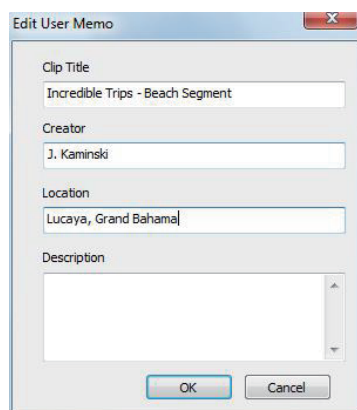 Edit User Memo
Clip Title
Incredible Trips - Beach Segment
Creator
J. Kaminski
Location
Lucaya, Grand Bahama
Description
OK Cancel